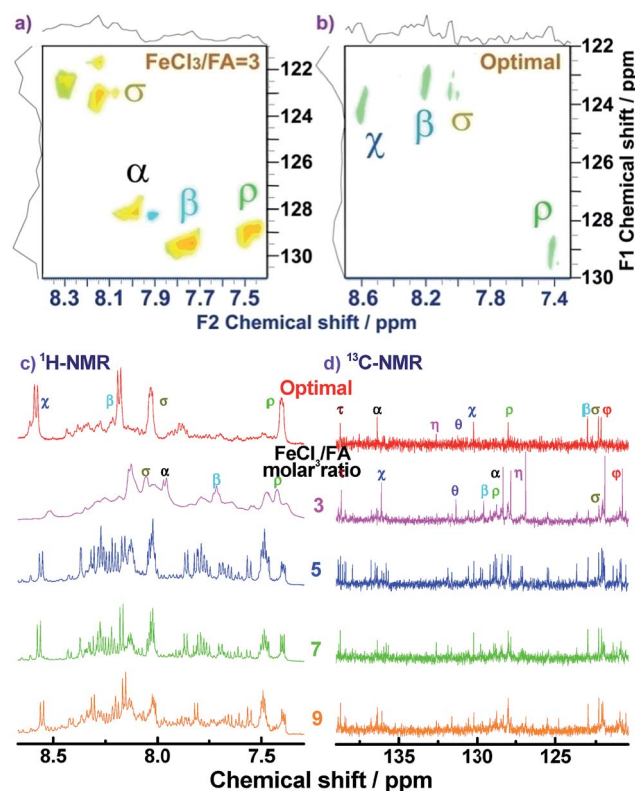 a)
FeCl₃/FA=3
σ
α
β
ρ
122
124
126
128
130
8.3 8.1 7.9 7.7 7.5
b)
Optimal
χ
β
σ
ρ
122
124
126
128
130
8.6 8.2 7.8 7.4
F1 Chemical shift / ppm
F2 Chemical shift / ppm
c) ¹H-NMR
χ β σ ρ
Optimal
d) ¹³C-NMR
τ α η θ χ ρ β σ φ
FeCl₃/FA
molar ratio
σ α β ρ
3
τ χ θ β α ρ η σ φ
5
7
9
8.5 8.0 7.5
135 130 125
Chemical shift / ppm